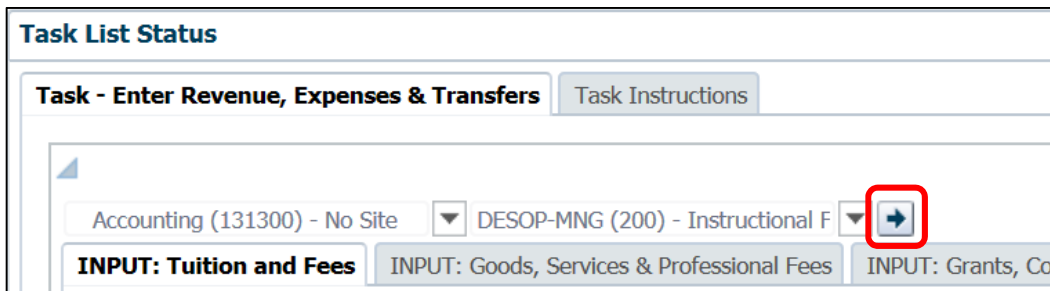 Task List Status
Task - Enter Revenue, Expenses & Transfers Task Instructions
Accounting (131300) - No Site DESOP-MNG (200) - Instructional F
INPUT: Tuition and Fees INPUT: Goods, Services & Professional Fees INPUT: Grants, Co